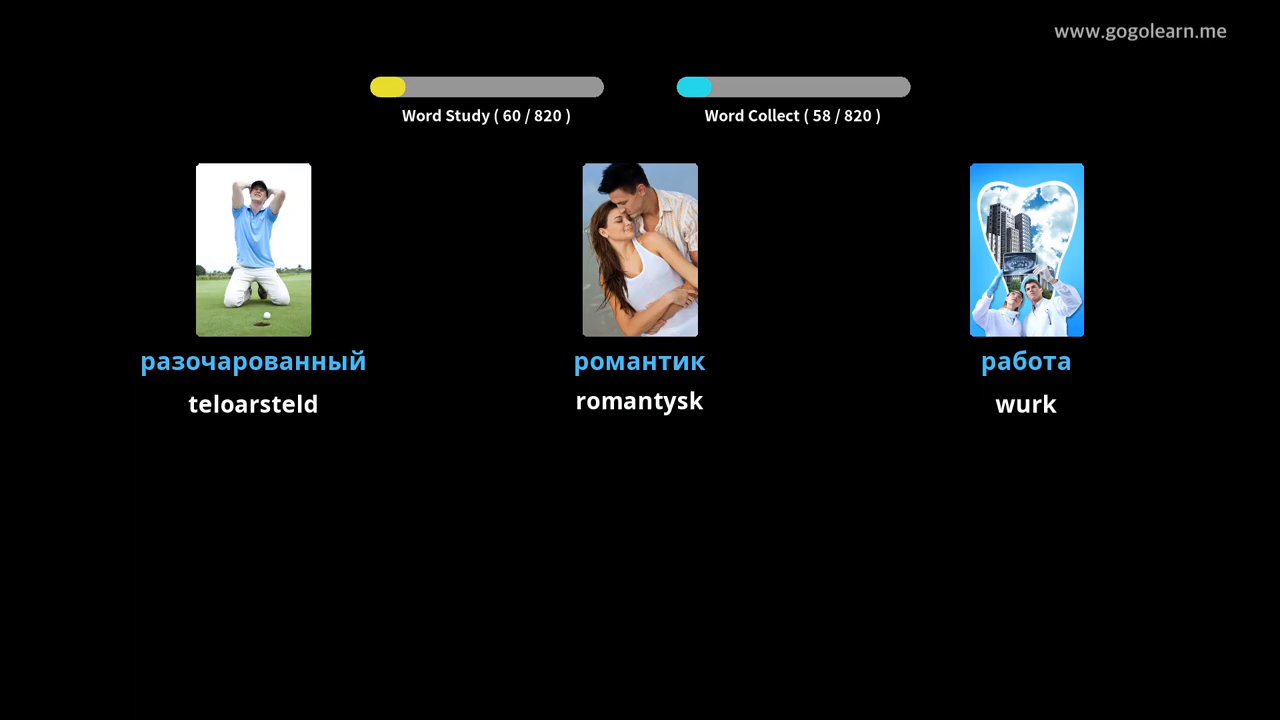 www.gogolearn.me
Word Study ( 60 / 820 )
Word Collect ( 58 / 820 )
разочарованный
романтик
работа
teloarsteld
romantysk
wurk